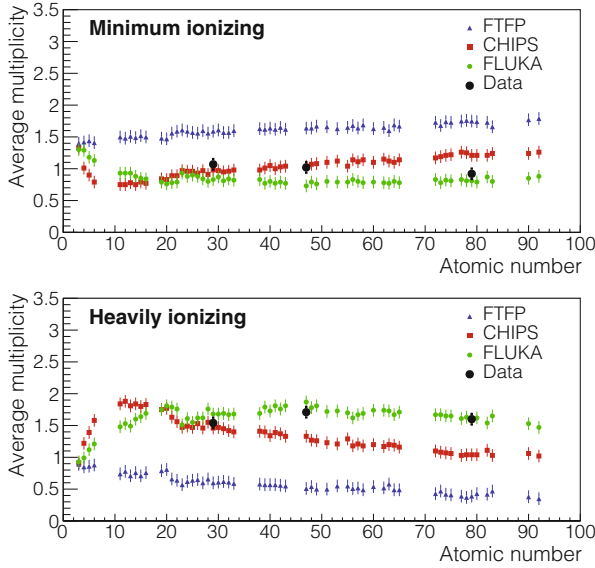 Average multiplicity
3.5
3
2.5
2
1.5
1
0.5
0
Minimum ionizing
FTFP
CHIPS
FLUKA
Data
0 10 20 30 40 50 60 70 80 90 100
Atomic number
Average multiplicity
3.5
3
2.5
2
1.5
1
0.5
0
Heavily ionizing
FTFP
CHIPS
FLUKA
Data
0 10 20 30 40 50 60 70 80 90 100
Atomic number